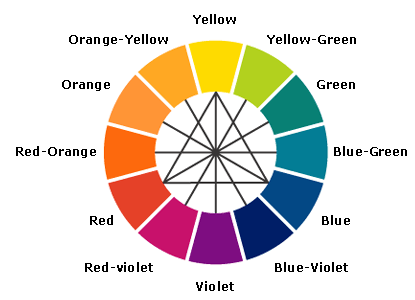 Yellow
Orange-Yellow
Yellow-Green
Orange
Green
Red-Orange
Blue-Green
Red
Blue
Red-violet
Blue-Violet
Violet